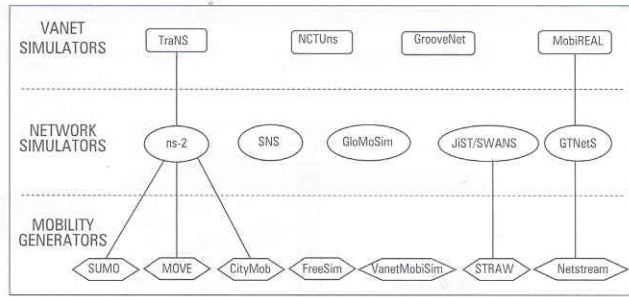 VANET
SIMULATORS
TraNS
NCTUns
GrooveNet
MobiREAL
NETWORK
SIMULATORS
ns-2
SNS
GloMoSim
JiST/SWANS
GTNetS
MOBILITY
GENERATORS
SUMO
MOVE
CityMob
FreeSim
VanetMobiSim
STRAW
Netstream